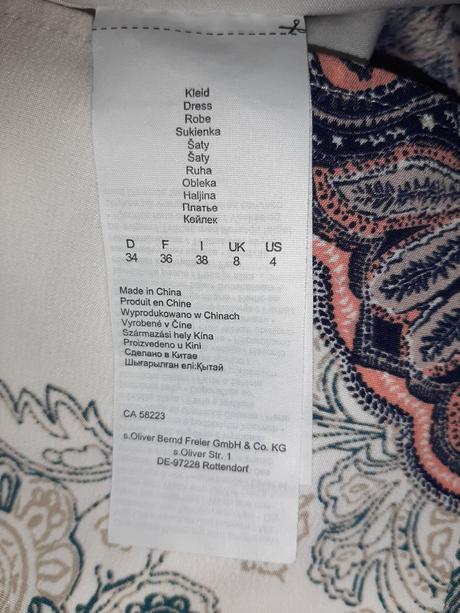 Kleid
Dress
Robe
Sukienka
Šaty
Šaty
Ruha
Obleka
Haljina
Платье
Көйлек
D F I UK US
34 36 38 8 4
Made in China
Produit en Chine
Wyprodukowano w Chinach
Vyrobené v Číne
Származási hely Kína
Proizvedeno u Kini
Сделано в Китае
Шығарылған елі:Қытай
CA 58223
s.Oliver Bernd Freier GmbH & Co. KG
s.Oliver Str. 1
DE-97228 Rottendorf